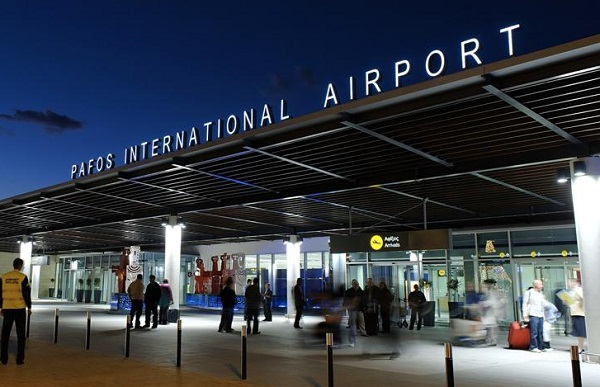 PAFOS INTERNATIONAL AIRPORT
Αφίξεις
Arrivals